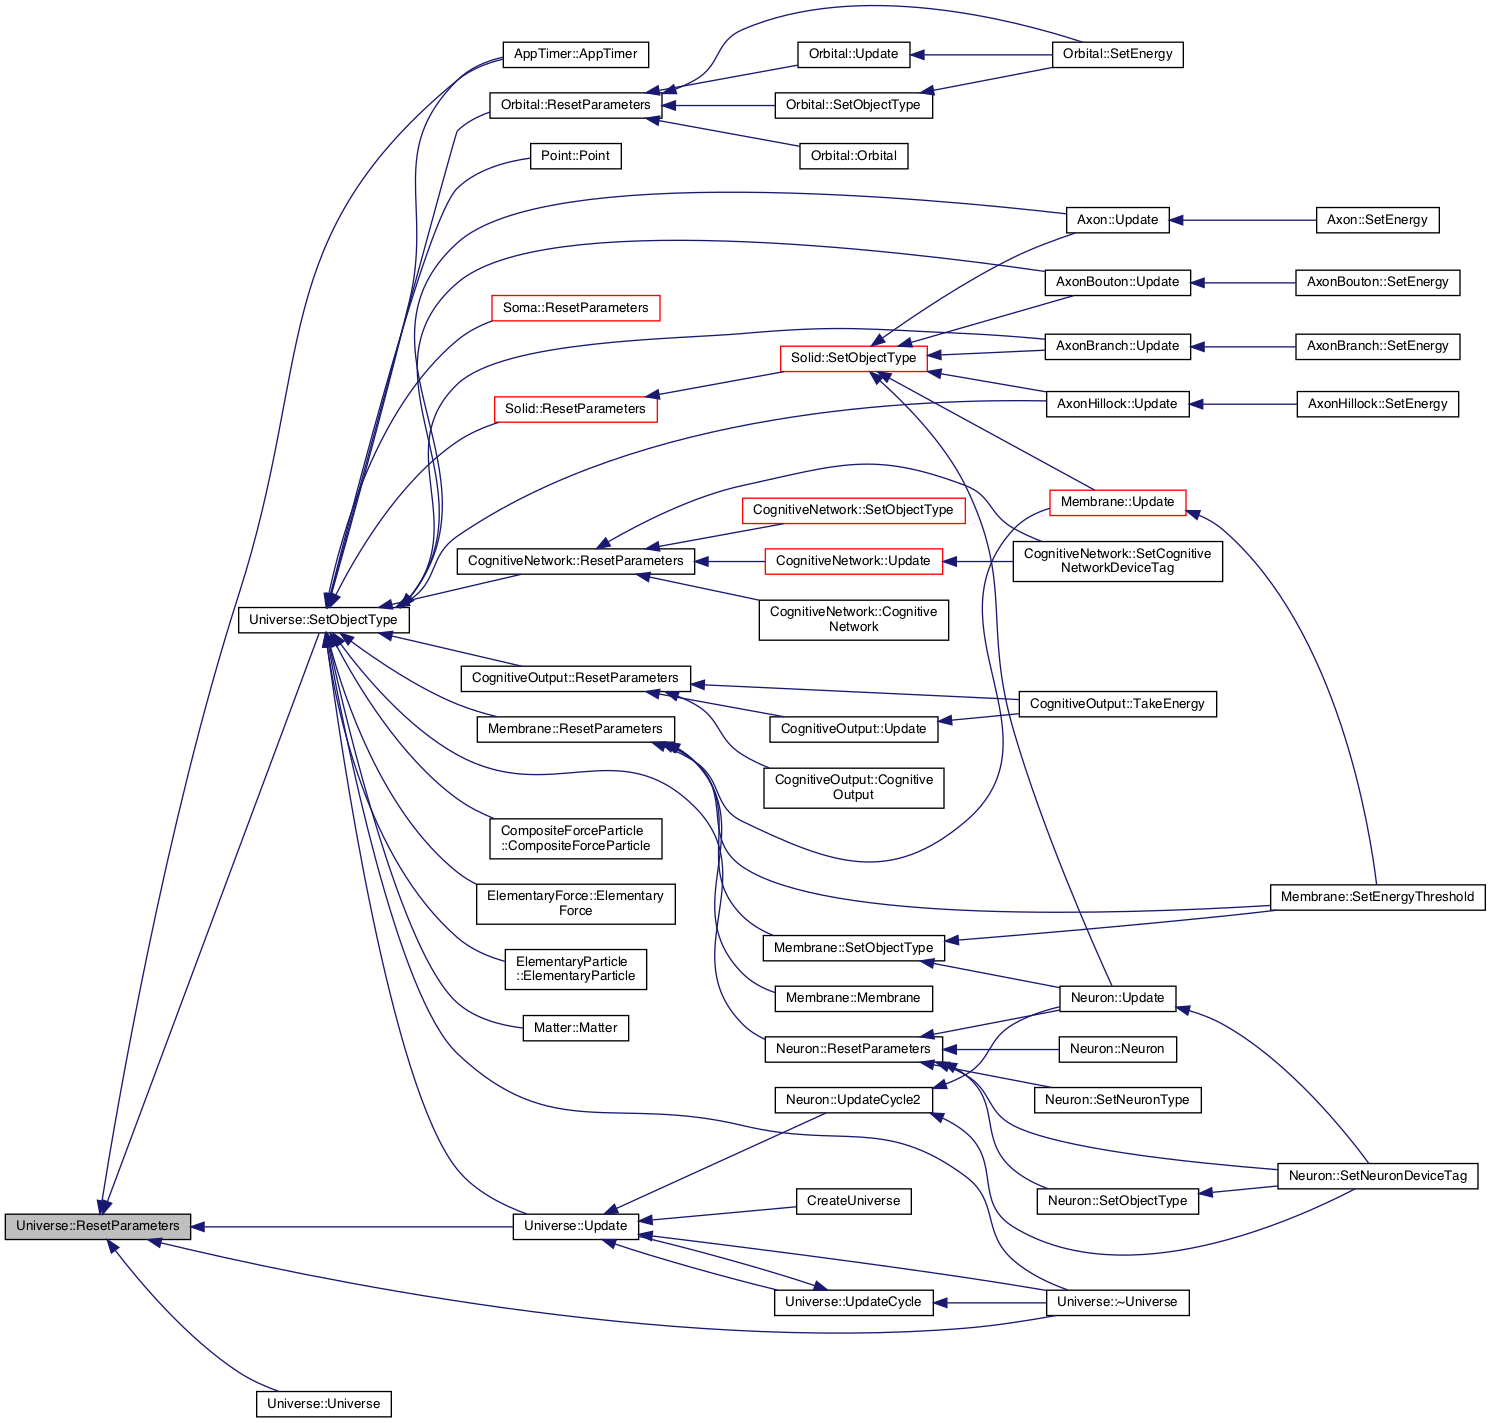 AppTimer::AppTimer
Orbital::Update
Orbital::SetEnergy
Orbital::ResetParameters
Orbital::SetObjectType
Point::Point
Orbital::Orbital
Axon::Update
Axon::SetEnergy
AxonBouton::Update
AxonBouton::SetEnergy
Soma::ResetParameters
Solid::SetObjectType
AxonBranch::Update
AxonBranch::SetEnergy
Solid::ResetParameters
AxonHillock::Update
AxonHillock::SetEnergy
CognitiveNetwork::SetObjectType
Membrane::Update
CognitiveNetwork::ResetParameters
CognitiveNetwork::Update
CognitiveNetwork::SetCognitive
NetworkDeviceTag
Universe::SetObjectType
CognitiveNetwork::Cognitive
Network
CognitiveOutput::ResetParameters
CognitiveOutput::TakeEnergy
Membrane::ResetParameters
CognitiveOutput::Update
CognitiveOutput::Cognitive
Output
CompositeForceParticle
::CompositeForceParticle
ElementaryForce::Elementary
Force
Membrane::SetEnergyThreshold
Membrane::SetObjectType
ElementaryParticle
::ElementaryParticle
Membrane::Membrane
Neuron::Update
Matter::Matter
Neuron::ResetParameters
Neuron::Neuron
Neuron::UpdateCycle2
Neuron::SetNeuronType
Neuron::SetNeuronDeviceTag
CreateUniverse
Neuron::SetObjectType
Universe::ResetParameters
Universe::Update
Universe::UpdateCycle
Universe::~Universe
Universe::Universe